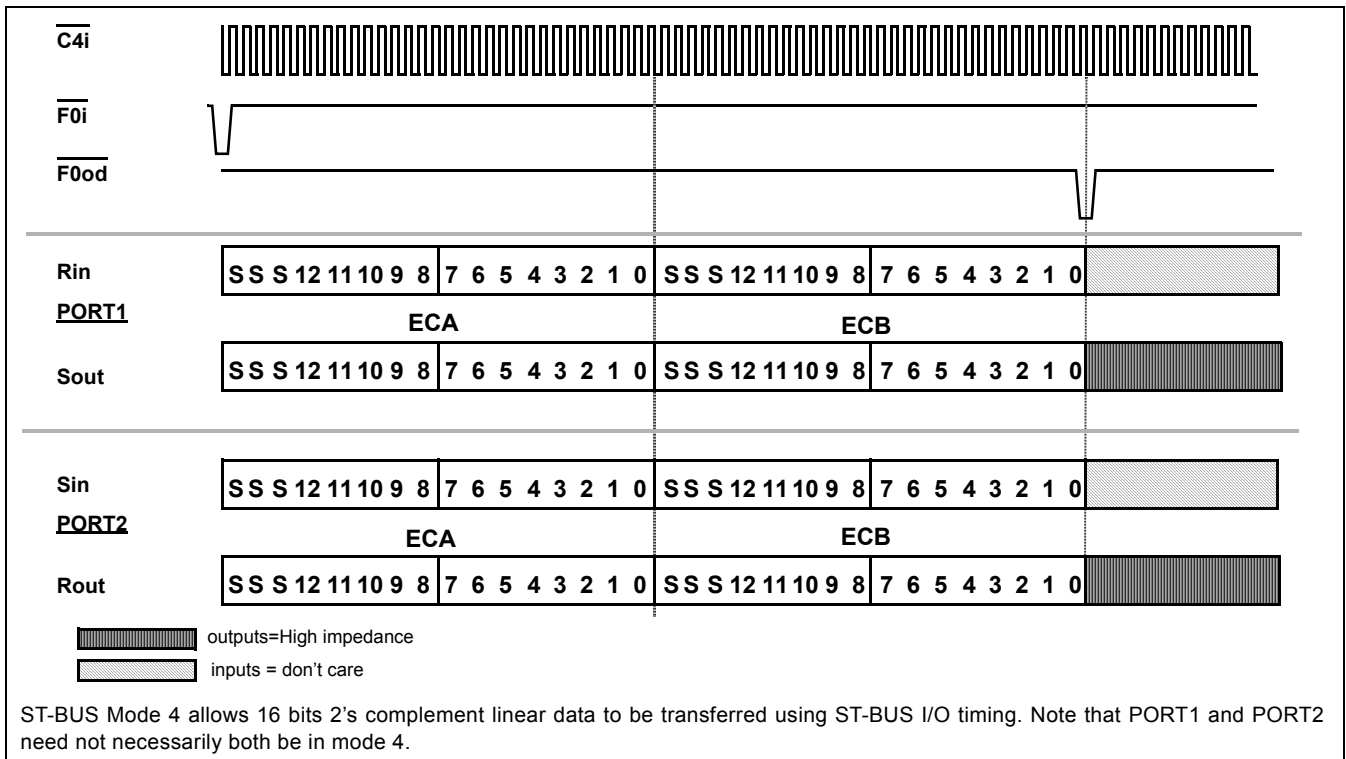 C4i
F0i
F0od
Rin
S S S 12 11 10 9 8 7 6 5 4 3 2 1 0 S S S 12 11 10 9 8 7 6 5 4 3 2 1 0
PORT1
ECA ECB
Sout
S S S 12 11 10 9 8 7 6 5 4 3 2 1 0 S S S 12 11 10 9 8 7 6 5 4 3 2 1 0
Sin
S S S 12 11 10 9 8 7 6 5 4 3 2 1 0 S S S 12 11 10 9 8 7 6 5 4 3 2 1 0
PORT2
ECA ECB
Rout
S S S 12 11 10 9 8 7 6 5 4 3 2 1 0 S S S 12 11 10 9 8 7 6 5 4 3 2 1 0
outputs=High impedance
inputs = don't care
ST-BUS Mode 4 allows 16 bits 2's complement linear data to be transferred using ST-BUS I/O timing. Note that PORT1 and PORT2
need not necessarily both be in mode 4.